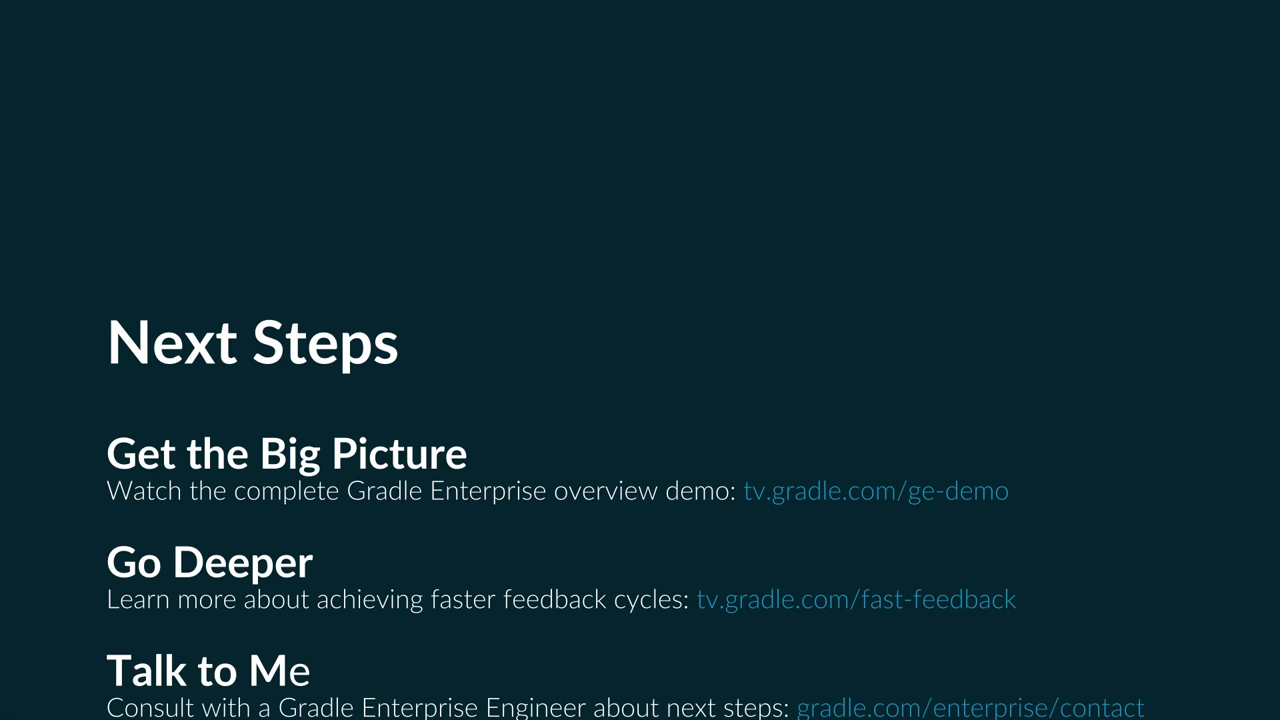 Next Steps
Get the Big Picture
Watch the complete Gradle Enterprise overview demo: tv.gradle.com/ge-demo
Go Deeper
Learn more about achieving faster feedback cycles: tv.gradle.com/fast-feedback
Talk to Me
Consult with a Gradle Enterprise Engineer about next steps: gradle.com/enterprise/contact